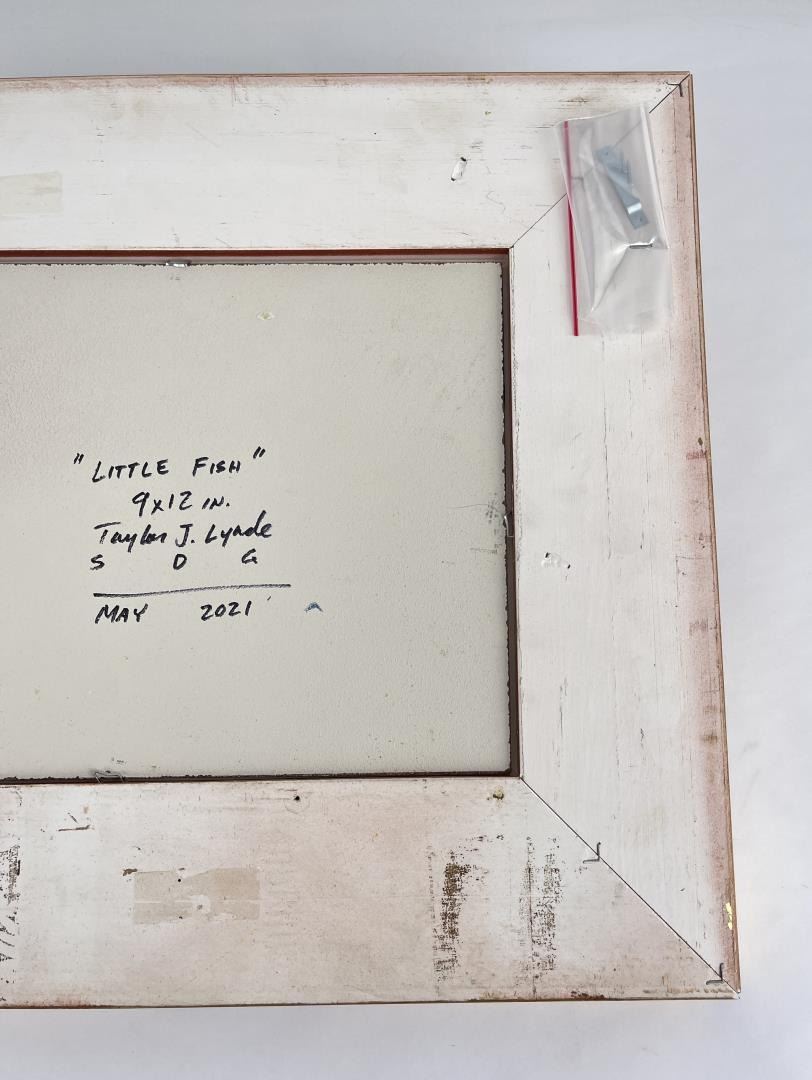 "LITTLE FISH"
9x12 IN.
Taylor J. Lynde
S D G
MAY 2021